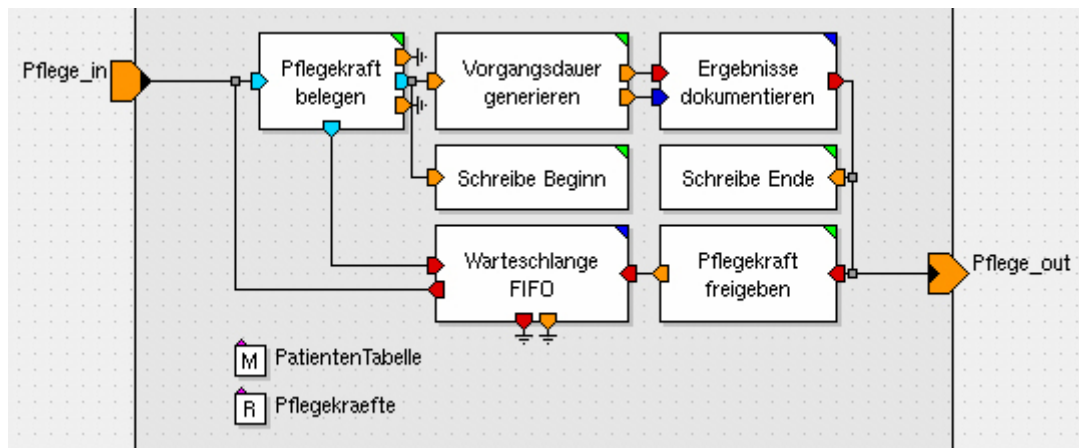 Pflege_in
Pflegekraft
belegen
Vorgangsdauer
generieren
Ergebnisse
dokumentieren
Schreibe Beginn
Schreibe Ende
Warteschlange
FIFO
Pflegekraft
freigeben
Pflege_out
M PatientenTabelle
R Pflegekraefte